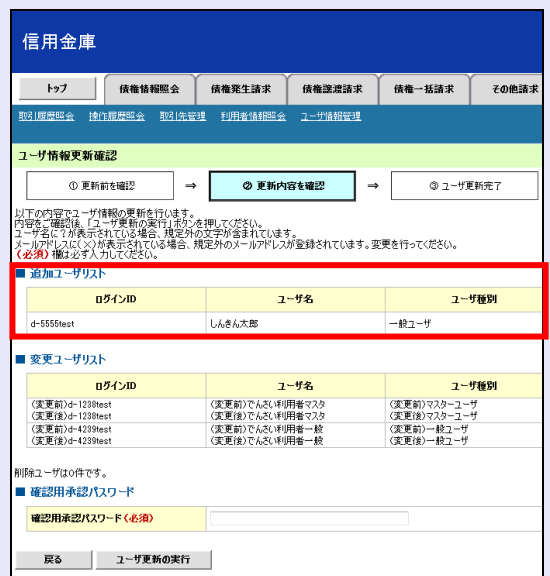 信用金庫
トップ 債権情報照会 債権発生請求 債権譲渡請求 債権一括請求 その他請求
取引履歴照会 操作履歴照会 取引先管理 利用者情報照会 ユーザ情報管理
ユーザ情報更新確認
① 更新前を確認 ⇒ ② 更新内容を確認 ⇒ ③ ユーザ更新完了
以下の内容でユーザ情報の更新を行います。
内容をご確認後、「ユーザ更新の実行」ボタンを押してください。
ユーザ名に?が表示されている場合、規定外の文字が含まれています。
メールアドレスに(×)が表示されている場合、規定外のメールアドレスが登録されています。変更を行ってください。
(必須)欄は必ず入力してください。
■ 追加ユーザリスト
ログインID ユーザ名 ユーザ種別
d-5555test しんきん太郎 一般ユーザ
■ 変更ユーザリスト
ログインID ユーザ名 ユーザ種別
(変更前)d-1238test (変更前)でんさい利用者マスタ (変更前)マスターユーザ
(変更後)d-1238test (変更後)でんさい利用者マスタ (変更後)マスターユーザ
(変更前)d-4239test (変更前)でんさい利用者一般 (変更前)一般ユーザ
(変更後)d-4239test (変更後)でんさい利用者一般 (変更後)一般ユーザ
削除ユーザは0件です。
■ 確認用承認パスワード
確認用承認パスワード(必須)
戻る ユーザ更新の実行